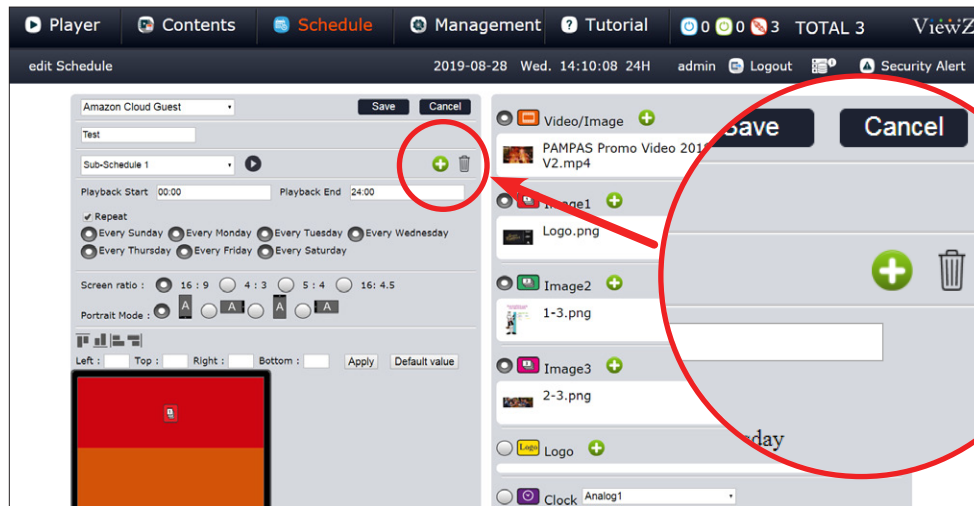 Player Contents Schedule Management Tutorial 0 0 3 TOTAL 3 ViewZ
edit Schedule 2019-08-28 Wed. 14:10:08 24H admin Logout 0 Security Alert
Amazon Cloud Guest Save Cancel
Test
Sub-Schedule 1
Playback Start 00:00 Playback End 24:00
Repeat
Every Sunday Every Monday Every Tuesday Every Wednesday
Every Thursday Every Friday Every Saturday
Screen ratio : 16 : 9 4 : 3 5 : 4 16: 4.5
Portrait Mode : A A A A
Left : Top : Right : Bottom : Apply Default value
Video/Image
PAMPAS Promo Video 201
V2.mp4
Image1
Logo.png
Image2
1-3.png
Image3
2-3.png
Logo Logo
Clock Analog1
Save Cancel
sday